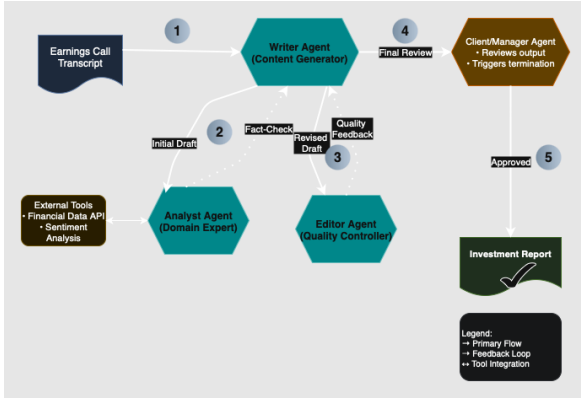 1
Earnings Call
Transcript
Writer Agent
(Content Generator)
4
Final Review
Client/Manager Agent
• Reviews output
• Triggers termination
2
Initial Draft
Fact-Check
Revised
Draft
3
Quality
Feedback
Approved
5
External Tools
• Financial Data API
• Sentiment
Analysis
Analyst Agent
(Domain Expert)
Editor Agent
(Quality Controller)
Investment Report
Legend:
→ Primary Flow
→ Feedback Loop
↔ Tool Integration